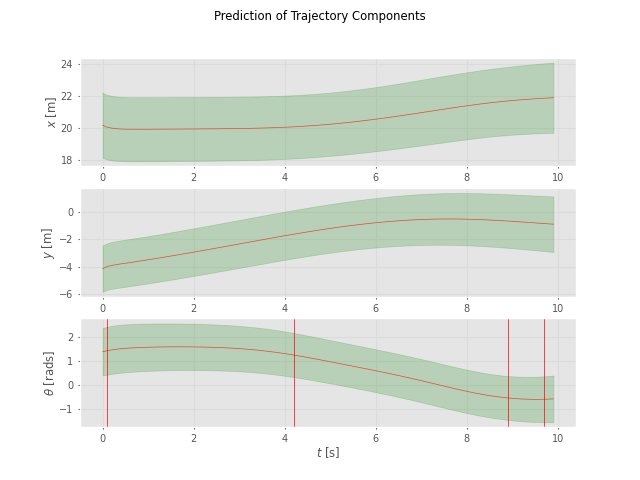 Prediction of Trajectory Components
24
22
20
18
x [m]
0 2 4 6 8 10
0
−2
−4
−6
y [m]
0 2 4 6 8 10
2
1
0
−1
θ [rads]
0 2 4 6 8 10
t [s]